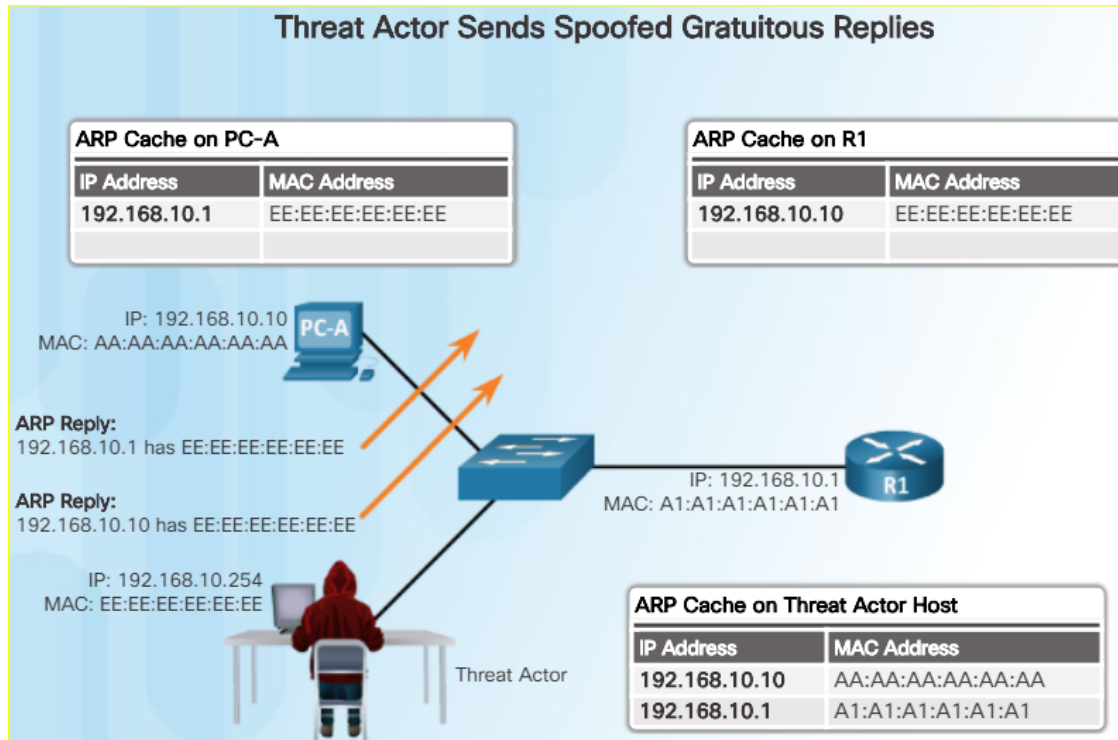 Threat Actor Sends Spoofed Gratuitous Replies
ARP Cache on PC-A
IP Address MAC Address
192.168.10.1 EE:EE:EE:EE:EE:EE
ARP Cache on R1
IP Address MAC Address
192.168.10.10 EE:EE:EE:EE:EE:EE
IP: 192.168.10.10
MAC: AA:AA:AA:AA:AA:AA
PC-A
ARP Reply:
192.168.10.1 has EE:EE:EE:EE:EE:EE
ARP Reply:
192.168.10.10 has EE:EE:EE:EE:EE:EE
IP: 192.168.10.1
MAC: A1:A1:A1:A1:A1:A1
R1
IP: 192.168.10.254
MAC: EE:EE:EE:EE:EE:EE
Threat Actor
ARP Cache on Threat Actor Host
IP Address MAC Address
192.168.10.10 AA:AA:AA:AA:AA:AA
192.168.10.1 A1:A1:A1:A1:A1:A1